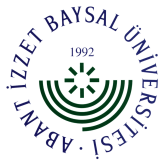 ABANT İZZET BAYSAL ÜNİVERSİTESİ ·
1992